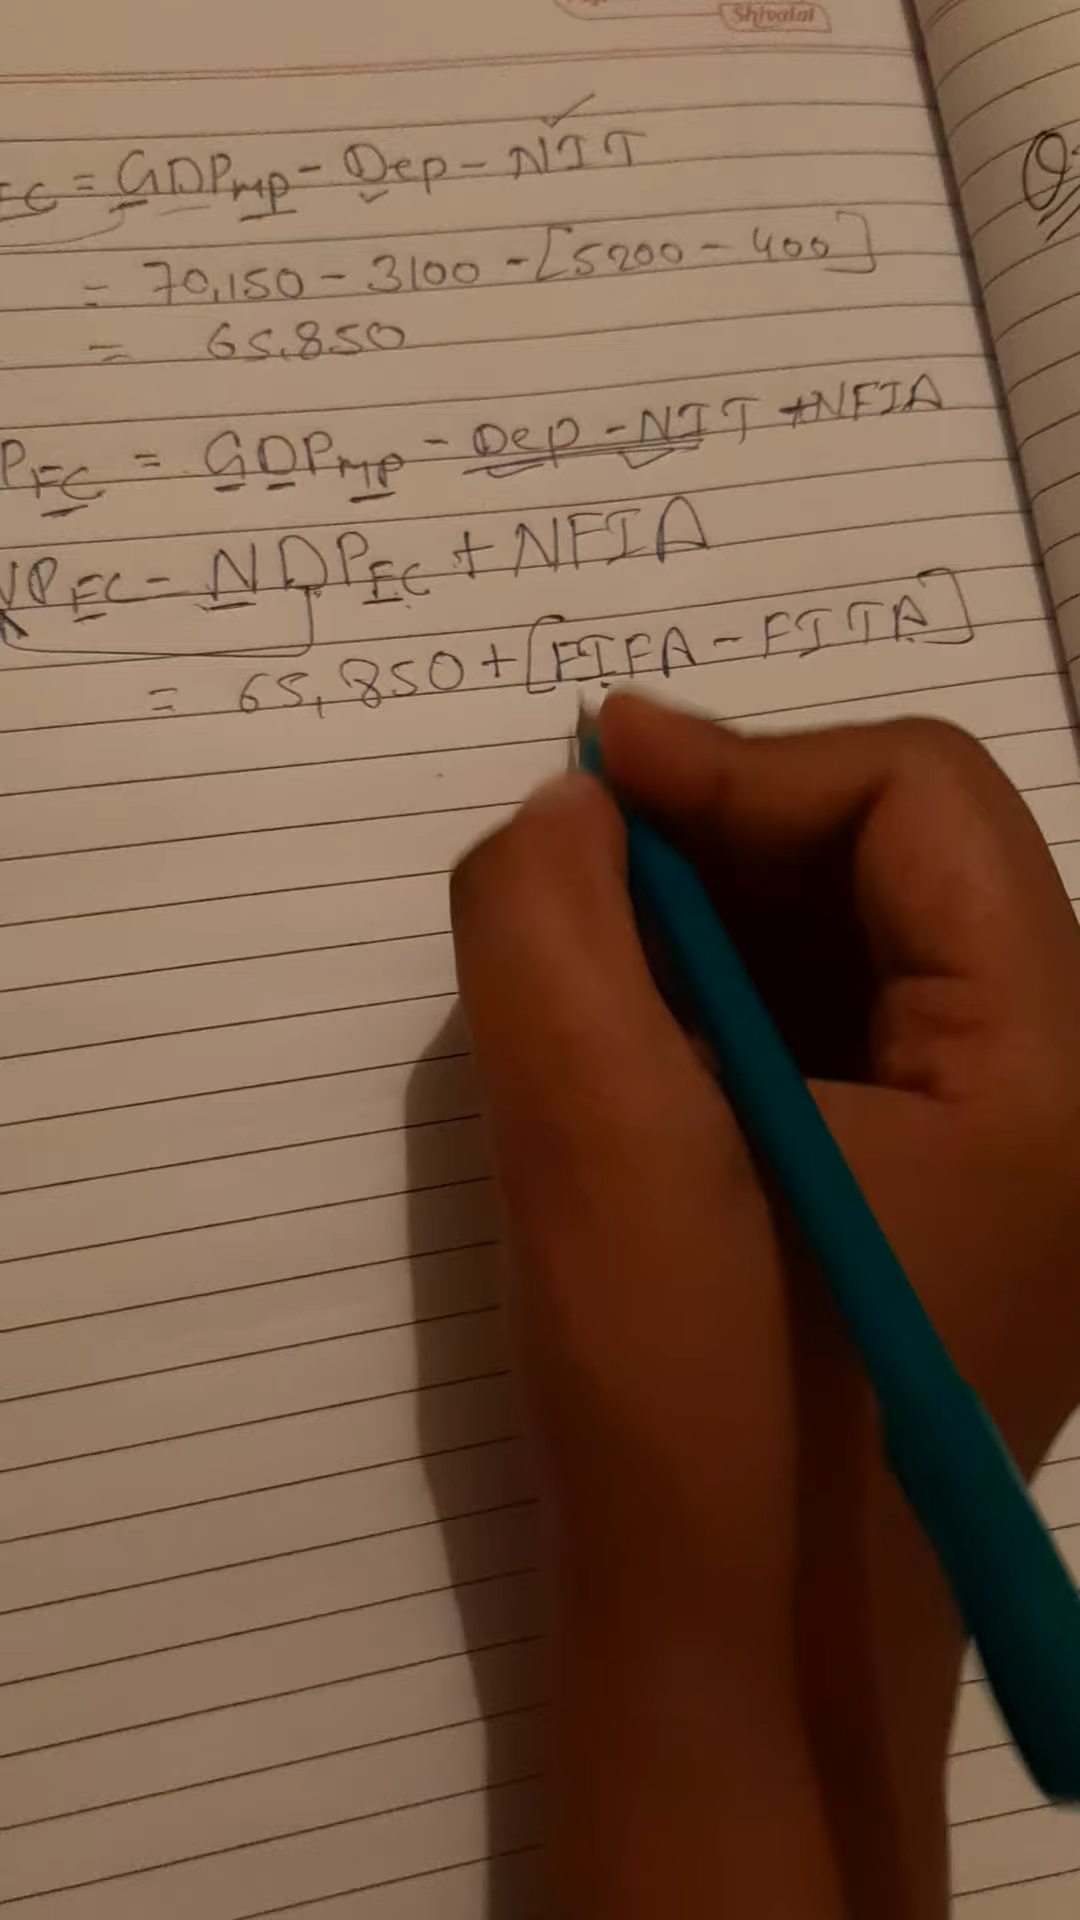 Shivalal
FC = GDPMP - Dep - NIT
= 70,150 - 3100 - [5200 - 400]
= 65,850
PFC = GDPMP - Dep - NIT + NFIA
NPFC = NDPFC + NFIA
= 65,850 + [FIFA - FITA]
Q